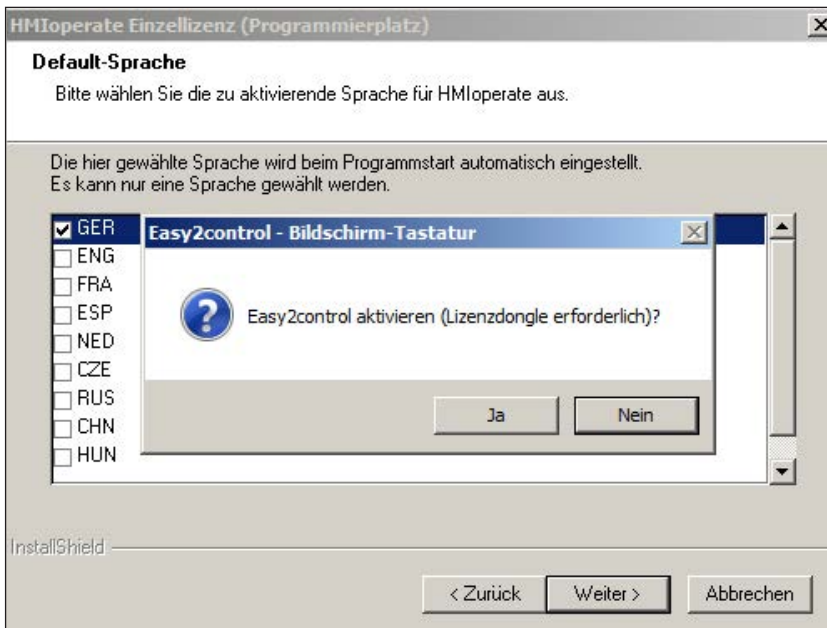 HMIoperate Einzellizenz (Programmierplatz)
Default-Sprache
Bitte wählen Sie die zu aktivierende Sprache für HMIoperate aus.
Die hier gewählte Sprache wird beim Programmstart automatisch eingestellt.
Es kann nur eine Sprache gewählt werden.
GER
ENG
FRA
ESP
NED
CZE
RUS
CHN
HUN
Easy2control - Bildschirm-Tastatur
Easy2control aktivieren (Lizenzdongle erforderlich)?
Ja Nein
InstallShield
< Zurück Weiter > Abbrechen